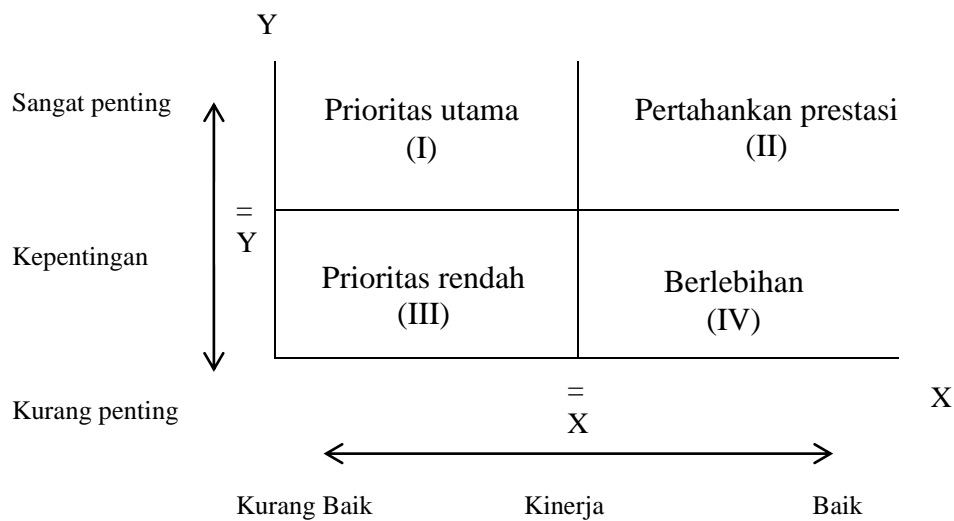 Y
Sangat penting
Prioritas utama
(I)
Pertahankan prestasi
(II)
=
Y
Kepentingan
Prioritas rendah
(III)
Berlebihan
(IV)
Kurang penting
=
X
X
Kurang Baik
Kinerja
Baik